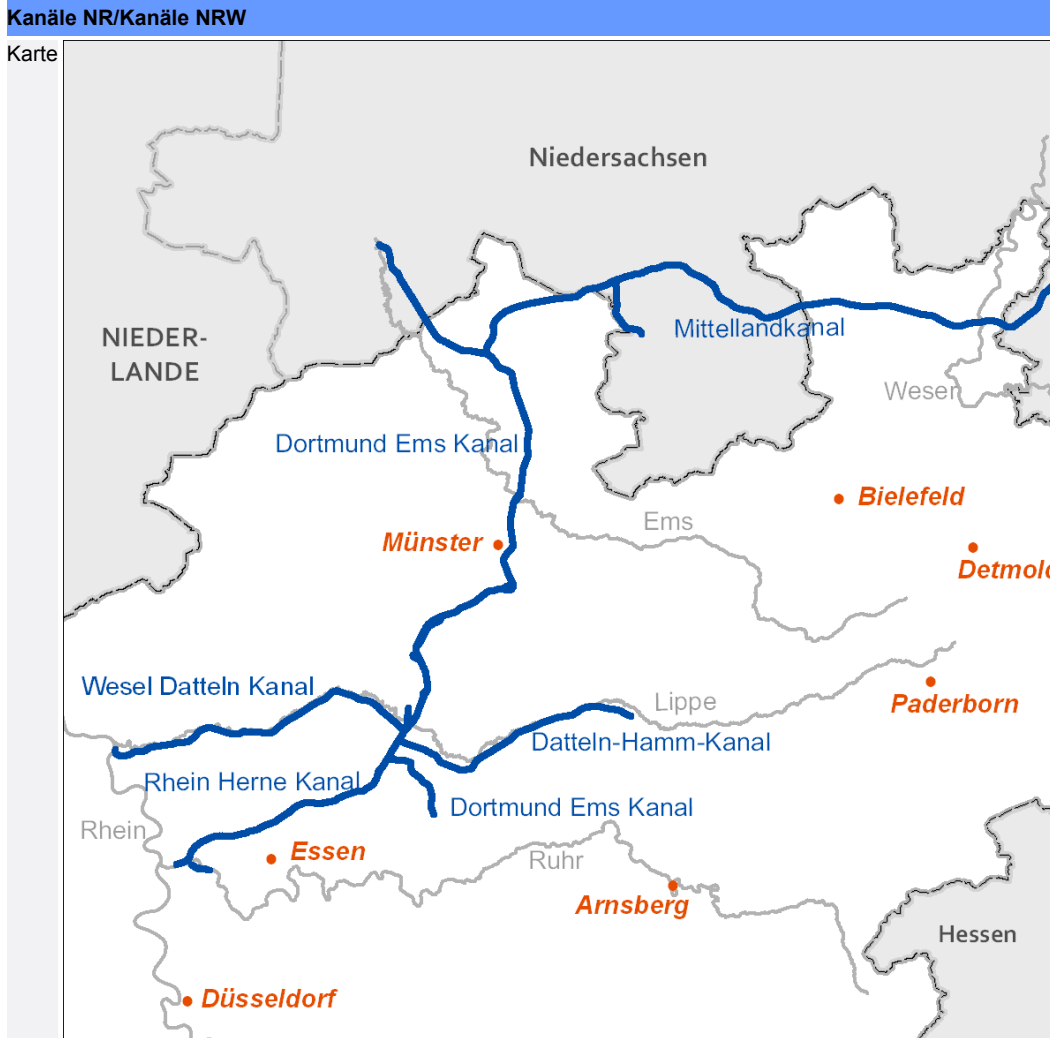 Kanäle NR/Kanäle NRW
Karte
Niedersachsen
NIEDER-
LANDE
Mittellandkanal
Weser
Dortmund Ems Kanal
Bielefeld
Ems
Münster
Detmold
Wesel Datteln Kanal
Lippe
Paderborn
Datteln-Hamm-Kanal
Rhein Herne Kanal
Dortmund Ems Kanal
Rhein
Essen
Ruhr
Arnsberg
Hessen
Düsseldorf